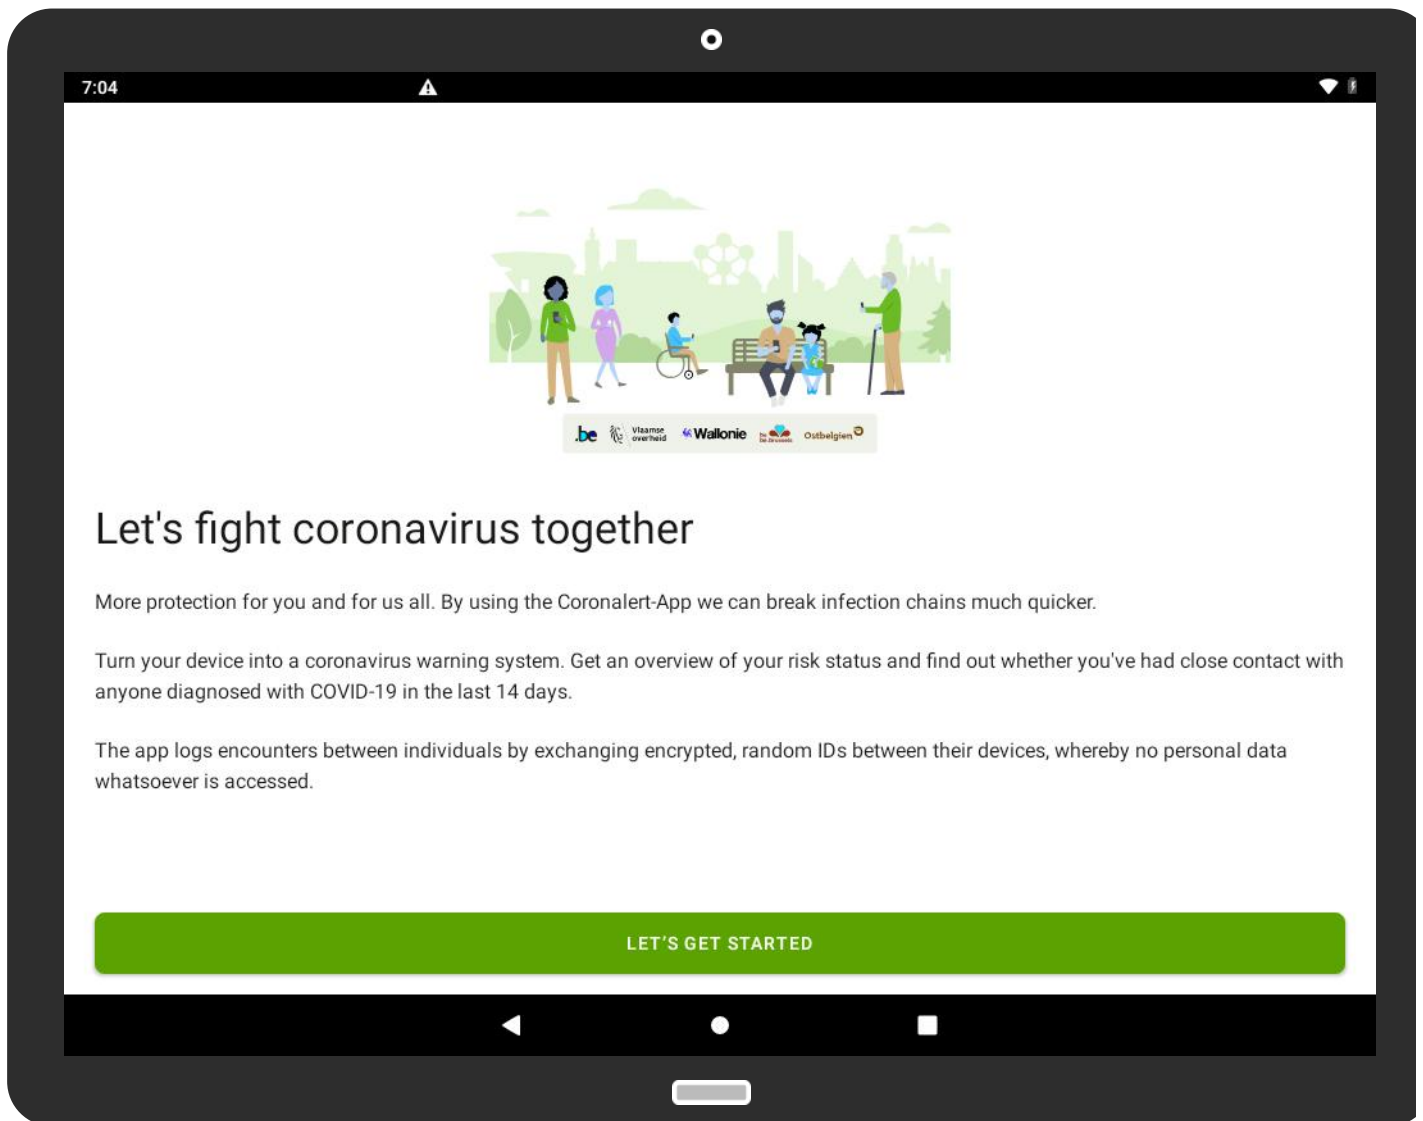 7:04
.be Vlaamse overheid Wallonie Ostbelgien
Let's fight coronavirus together
More protection for you and for us all. By using the Coronalert-App we can break infection chains much quicker.
Turn your device into a coronavirus warning system. Get an overview of your risk status and find out whether you've had close contact with
anyone diagnosed with COVID-19 in the last 14 days.
The app logs encounters between individuals by exchanging encrypted, random IDs between their devices, whereby no personal data
whatsoever is accessed.
LET'S GET STARTED